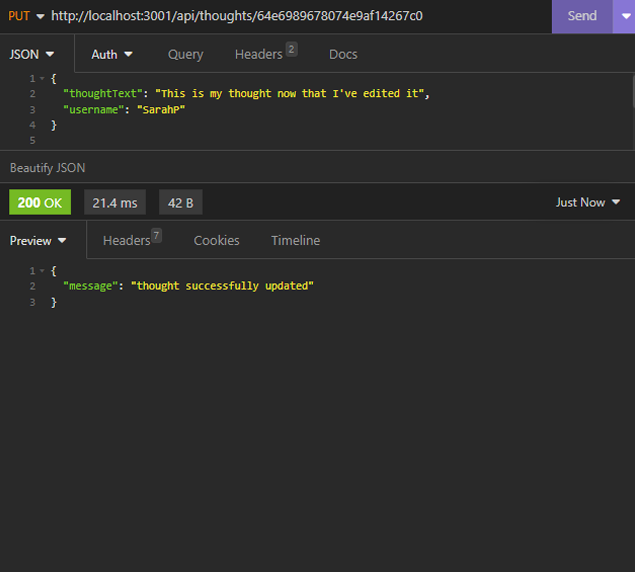 PUT http://localhost:3001/api/thoughts/64e6989678074e9af14267c0 Send
JSON Auth Query Headers 2 Docs
1 {
2 "thoughtText": "This is my thought now that I've edited it",
3 "username": "SarahP"
4 }
5
Beautify JSON
200 OK 21.4 ms 42 B Just Now
Preview Headers 7 Cookies Timeline
1 {
2 "message": "thought successfully updated"
3 }